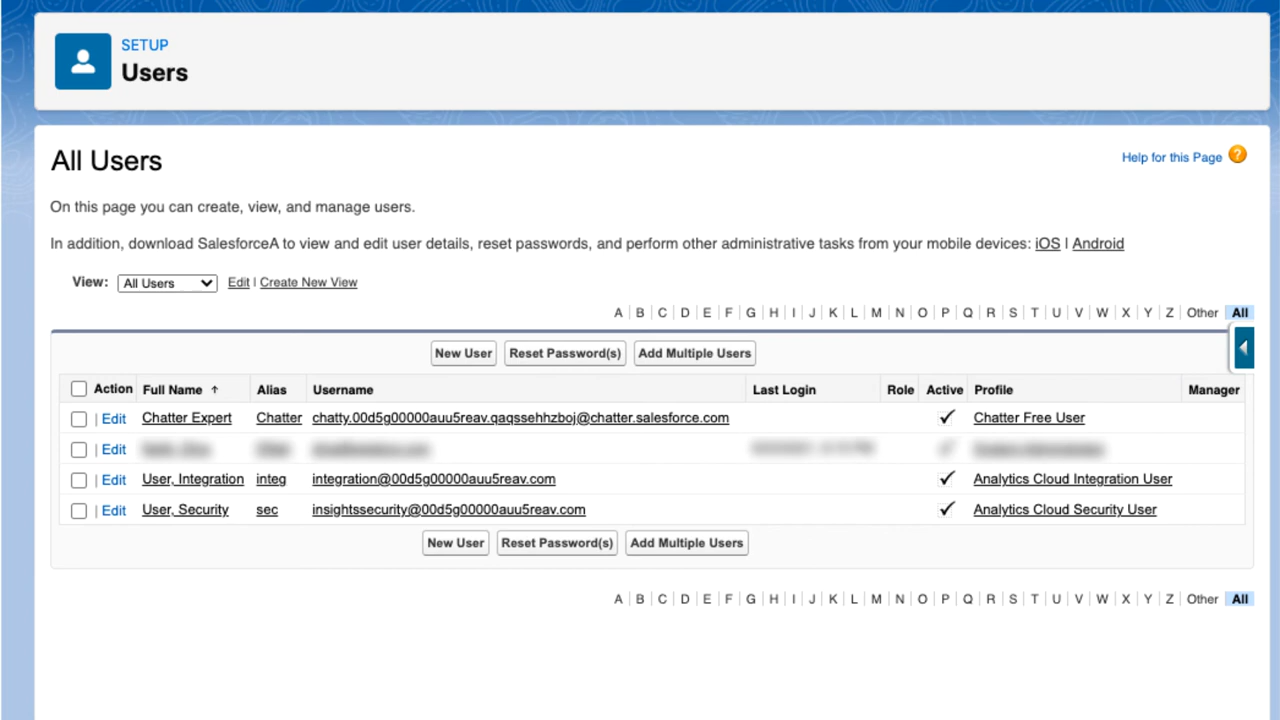 SETUP
Users
All Users
Help for this Page ?
On this page you can create, view, and manage users.
In addition, download SalesforceA to view and edit user details, reset passwords, and perform other administrative tasks from your mobile devices: iOS | Android
View: All Users Edit | Create New View
A B C D E F G H I J K L M N O P Q R S T U V W X Y Z Other All
New User Reset Password(s) Add Multiple Users
Action Full Name ↑ Alias Username Last Login Role Active Profile Manager
| Edit Chatter Expert Chatter chatty.00d5g00000auu5reav.qaqssehhzboj@chatter.salesforce.com Chatter Free User
| Edit
| Edit User, Integration integ integration@00d5g00000auu5reav.com Analytics Cloud Integration User
| Edit User, Security sec insightssecurity@00d5g00000auu5reav.com Analytics Cloud Security User
New User Reset Password(s) Add Multiple Users
A B C D E F G H I J K L M N O P Q R S T U V W X Y Z Other All